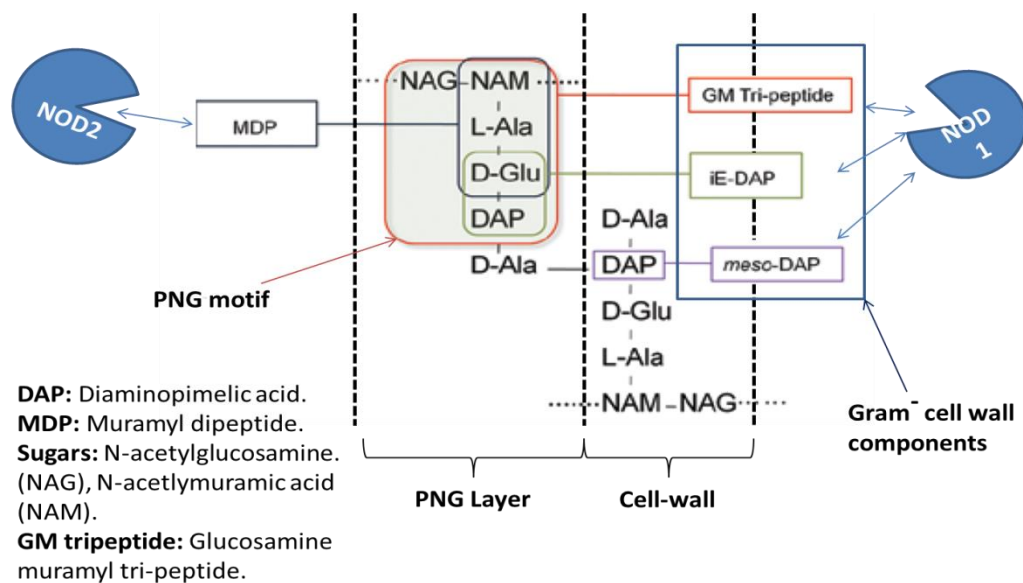 NOD2
MDP
NAG-NAM
L-Ala
D-Glu
DAP
D-Ala
PNG motif
GM Tri-peptide
iE-DAP
meso-DAP
NOD
1
D-Ala
DAP
D-Glu
L-Ala
NAM-NAG
Gram⁻ cell wall
components
PNG Layer
Cell-wall
DAP: Diaminopimelic acid.
MDP: Muramyl dipeptide.
Sugars: N-acetylglucosamine.
(NAG), N-acetlymuramic acid
(NAM).
GM tripeptide: Glucosamine
muramyl tri-peptide.